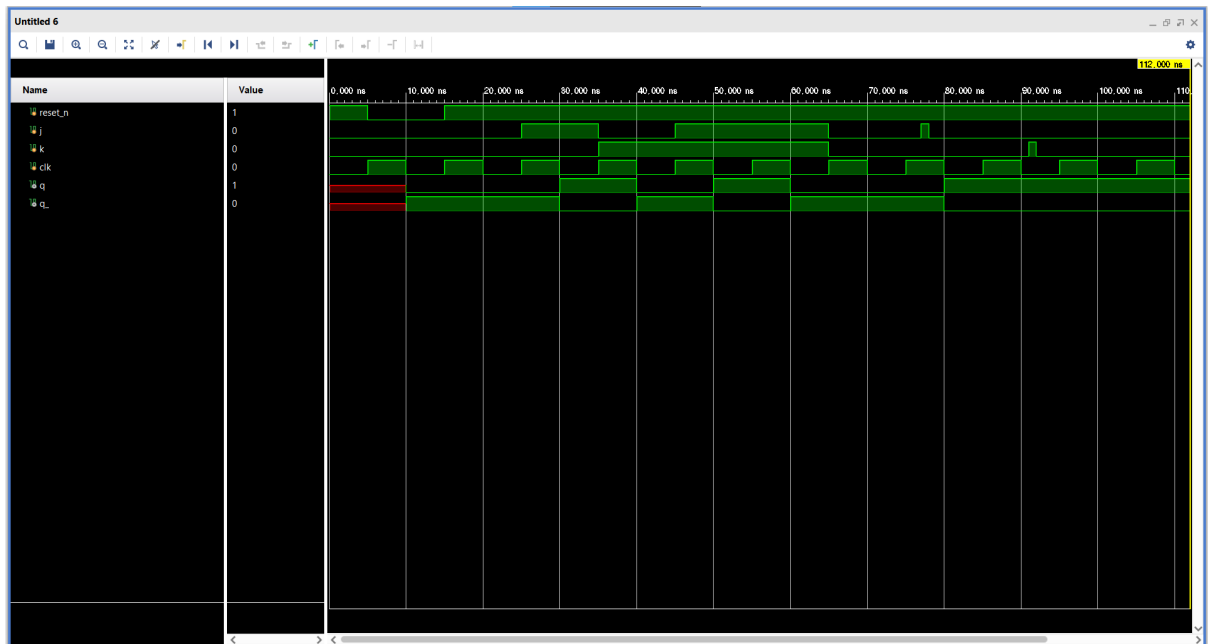 Untitled 6
112.000 ns
Name Value
0.000 ns 10.000 ns 20.000 ns 30.000 ns 40.000 ns 50.000 ns 60.000 ns 70.000 ns 80.000 ns 90.000 ns 100.000 ns 110
reset_n 1
j 0
k 0
clk 0
q 1
q_ 0